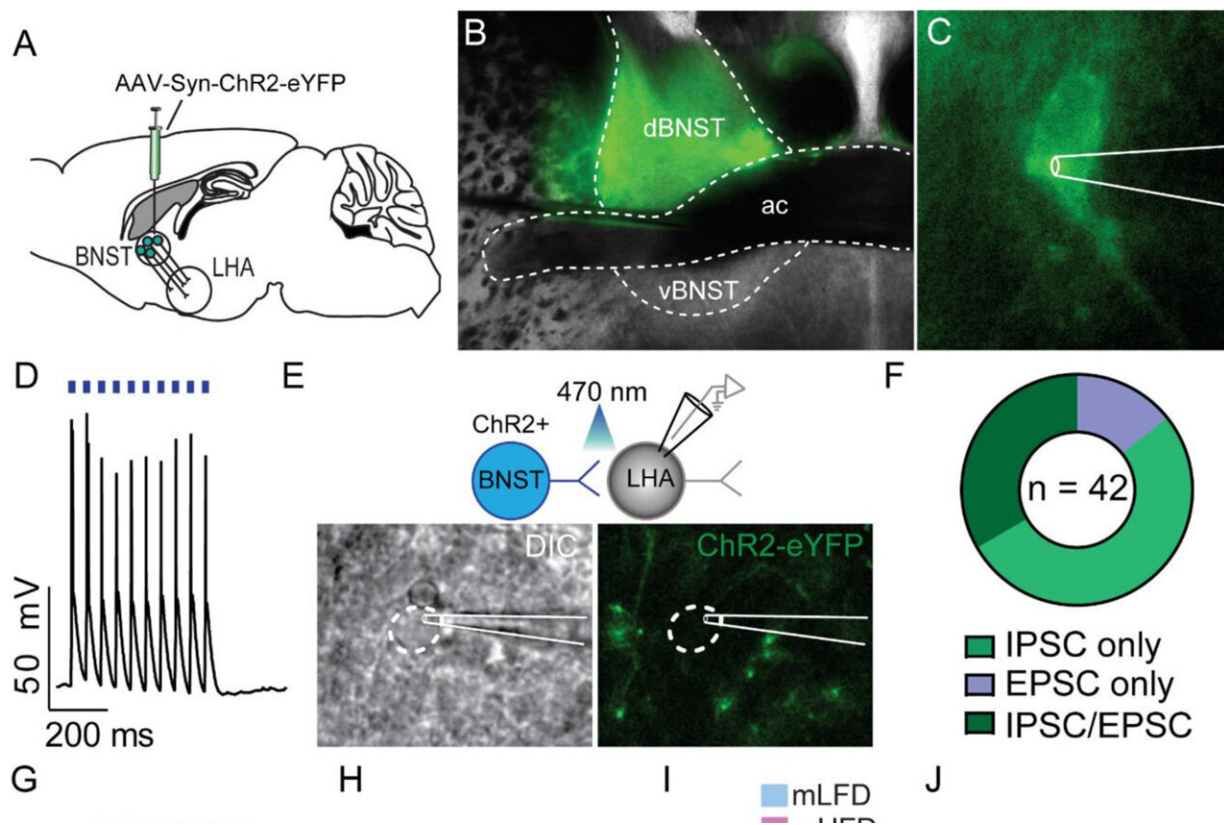 A
AAV-Syn-ChR2-eYFP
BNST
LHA
B
dBNST
ac
vBNST
C
D
50 mV
200 ms
E
470 nm
ChR2+
BNST
LHA
DIC
ChR2-eYFP
F
n = 42
IPSC only
EPSC only
IPSC/EPSC
G
H
I
mLFD
J